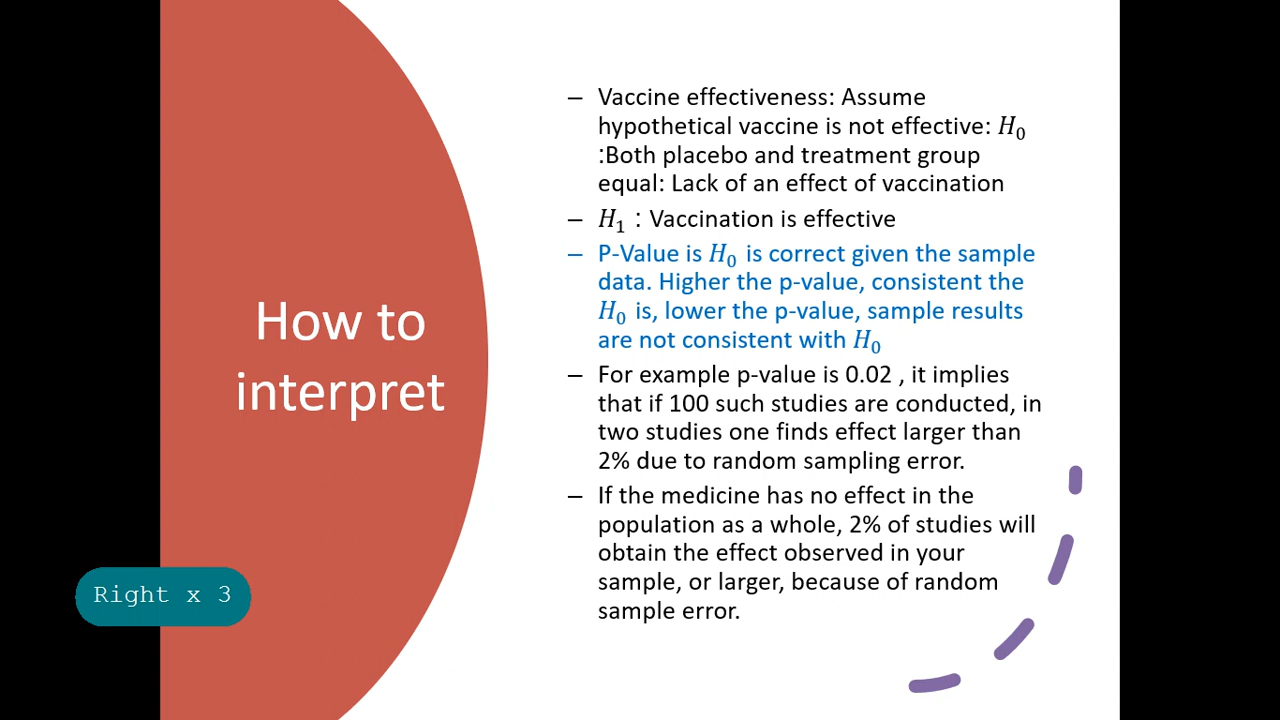 How to
interpret
– Vaccine effectiveness: Assume
hypothetical vaccine is not effective: H₀
:Both placebo and treatment group
equal: Lack of an effect of vaccination
– H₁ : Vaccination is effective
– P-Value is H₀ is correct given the sample
data. Higher the p-value, consistent the
H₀ is, lower the p-value, sample results
are not consistent with H₀
– For example p-value is 0.02 , it implies
that if 100 such studies are conducted, in
two studies one finds effect larger than
2% due to random sampling error.
– If the medicine has no effect in the
population as a whole, 2% of studies will
obtain the effect observed in your
sample, or larger, because of random
sample error.
Right x 3